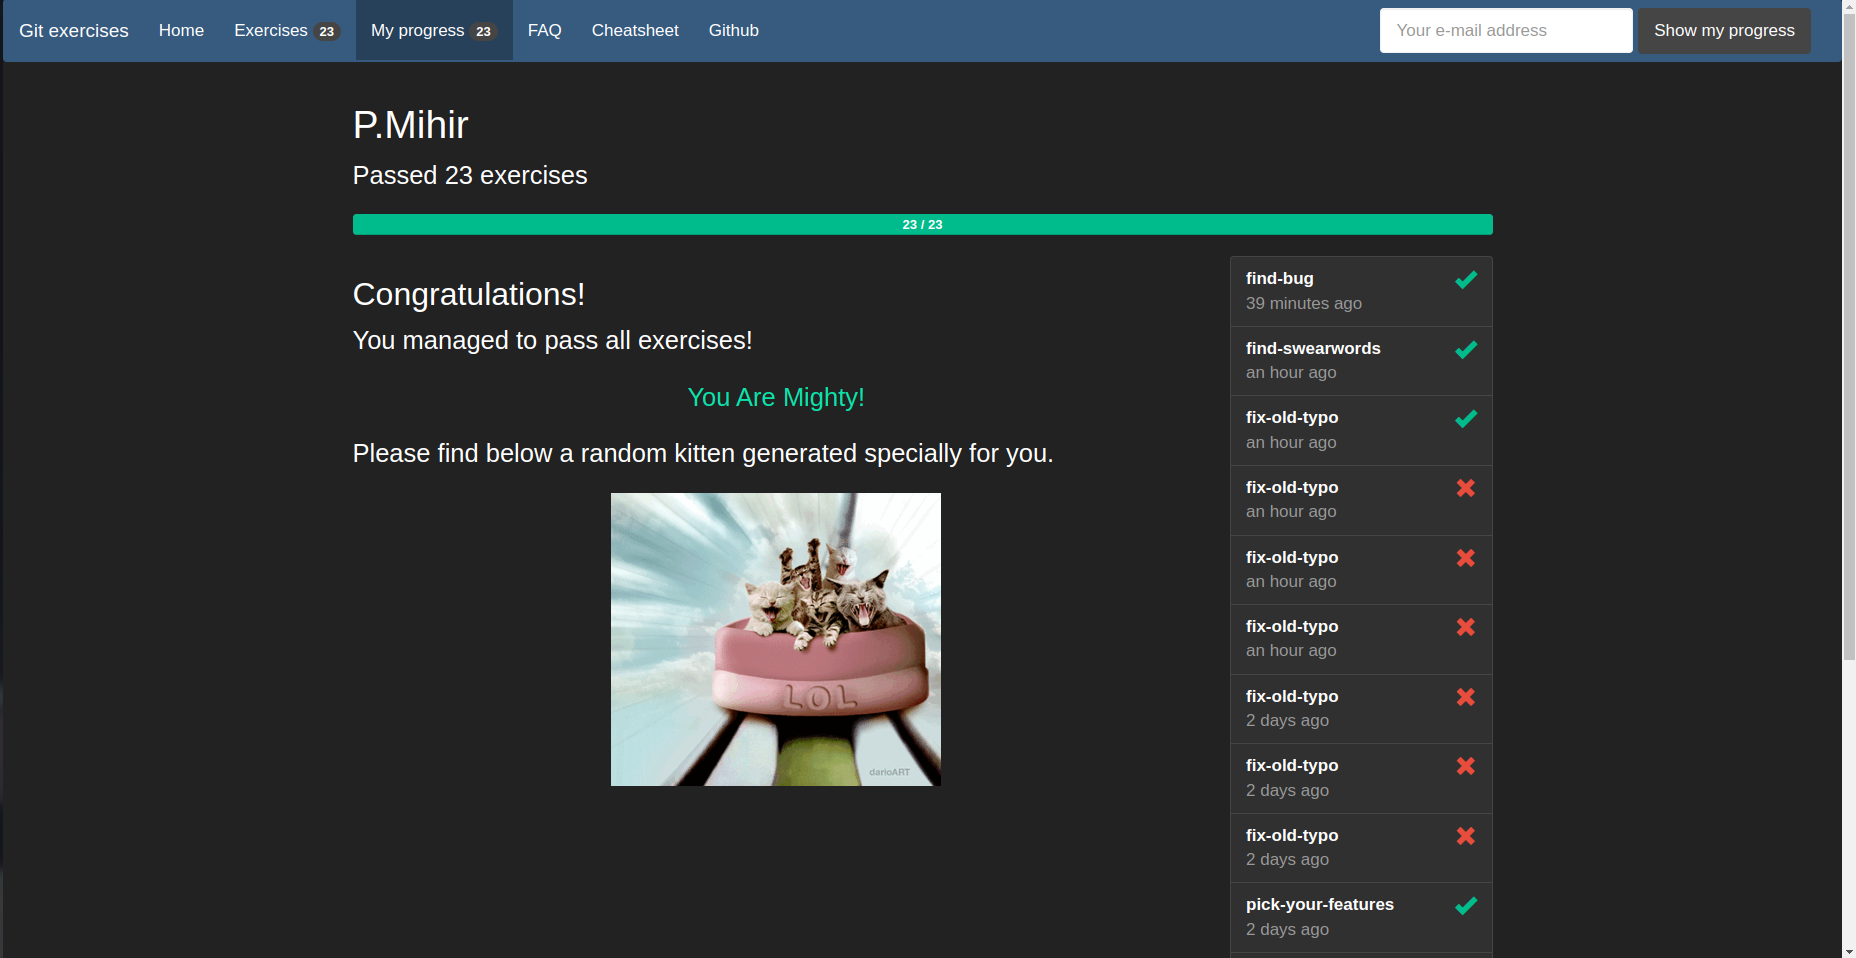 Git exercises Home Exercises 23 My progress 23 FAQ Cheatsheet Github Your e-mail address Show my progress
P.Mihir
Passed 23 exercises
23 / 23
Congratulations!
You managed to pass all exercises!
You Are Mighty!
Please find below a random kitten generated specially for you.
LOL
darioART
find-bug
39 minutes ago
find-swearwords
an hour ago
fix-old-typo
an hour ago
fix-old-typo
an hour ago
fix-old-typo
an hour ago
fix-old-typo
an hour ago
fix-old-typo
2 days ago
fix-old-typo
2 days ago
fix-old-typo
2 days ago
pick-your-features
2 days ago